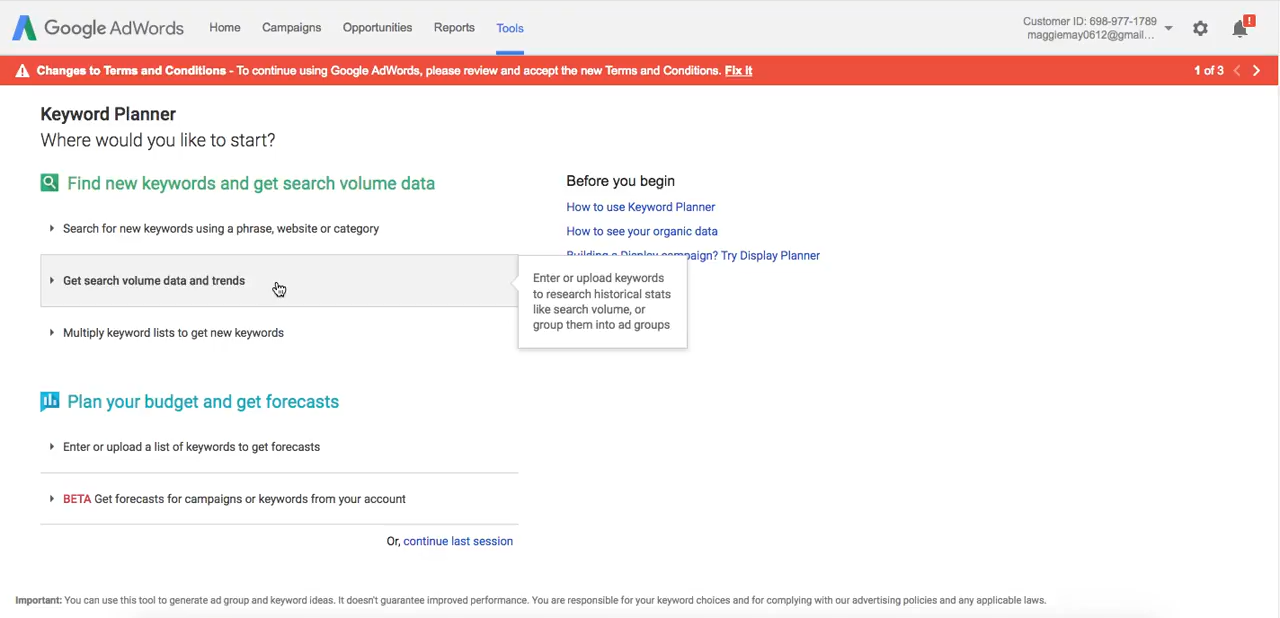 Google AdWords Home Campaigns Opportunities Reports Tools
Customer ID: 698-977-1789
maggiemay0612@gmail...
!
Changes to Terms and Conditions - To continue using Google AdWords, please review and accept the new Terms and Conditions. Fix it
1 of 3
Keyword Planner
Where would you like to start?
Find new keywords and get search volume data
Search for new keywords using a phrase, website or category
Get search volume data and trends
Multiply keyword lists to get new keywords
Before you begin
How to use Keyword Planner
How to see your organic data
Building a Display campaign? Try Display Planner
Enter or upload keywords
to research historical stats
like search volume, or
group them into ad groups
Plan your budget and get forecasts
Enter or upload a list of keywords to get forecasts
BETA Get forecasts for campaigns or keywords from your account
Or, continue last session
Important: You can use this tool to generate ad group and keyword ideas. It doesn't guarantee improved performance. You are responsible for your keyword choices and for complying with our advertising policies and any applicable laws.